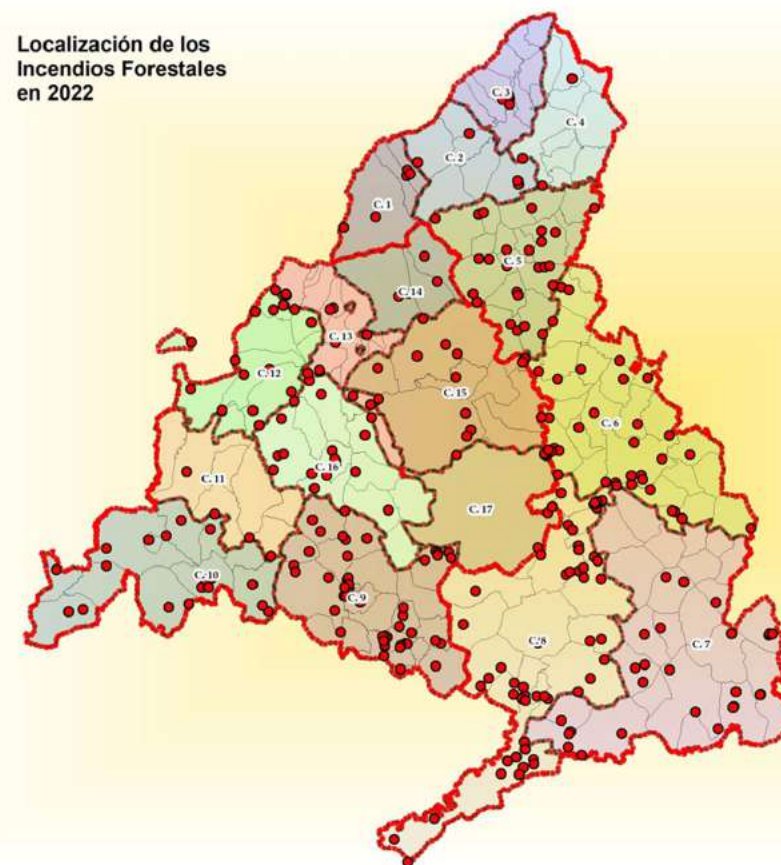 Localización de los
Incendios Forestales
en 2022
C. 3
C. 4
C. 2
C. 1
C. 5
C. 14
C. 13
C. 12
C. 15
C. 6
C. 16
C. 11
C. 17
C. 10
C. 9
C. 8
C. 7